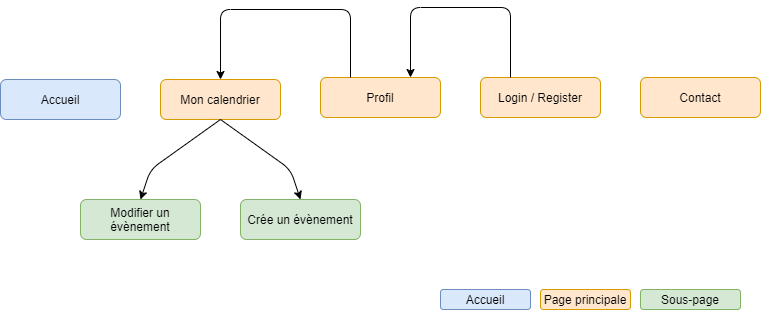 Accueil
Mon calendrier
Profil
Login / Register
Contact
Modifier un
évènement
Crée un évènement
Accueil
Page principale
Sous-page